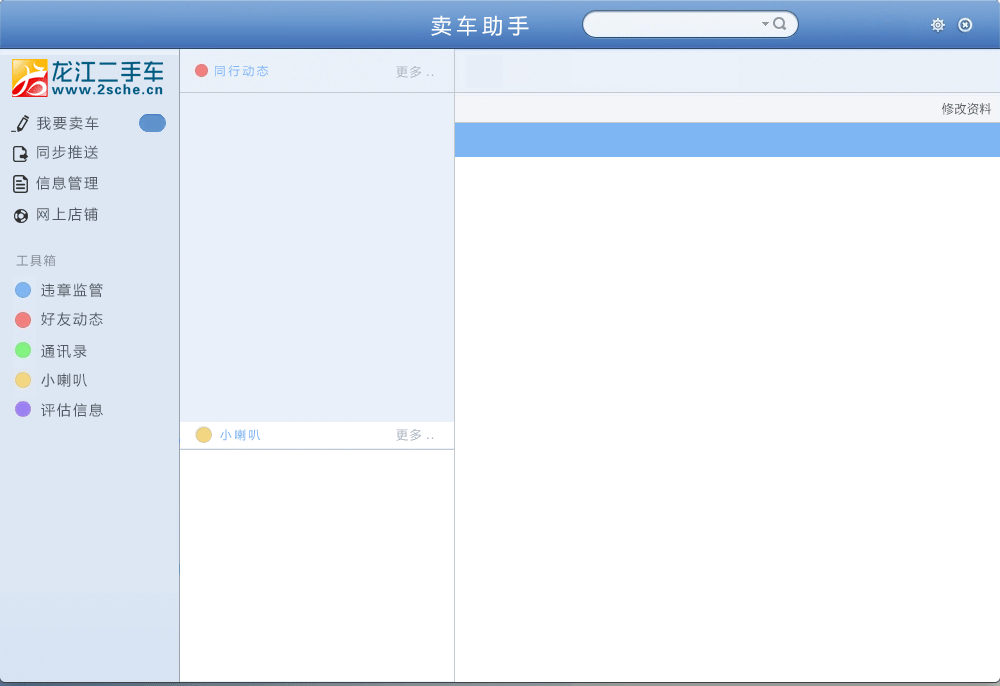 卖车助手
龙江二手车
www.2sche.cn
我要卖车
同步推送
信息管理
网上店铺
工具箱
违章监管
好友动态
通讯录
小喇叭
评估信息
同行动态
更多 ..
小喇叭
更多 ..
修改资料